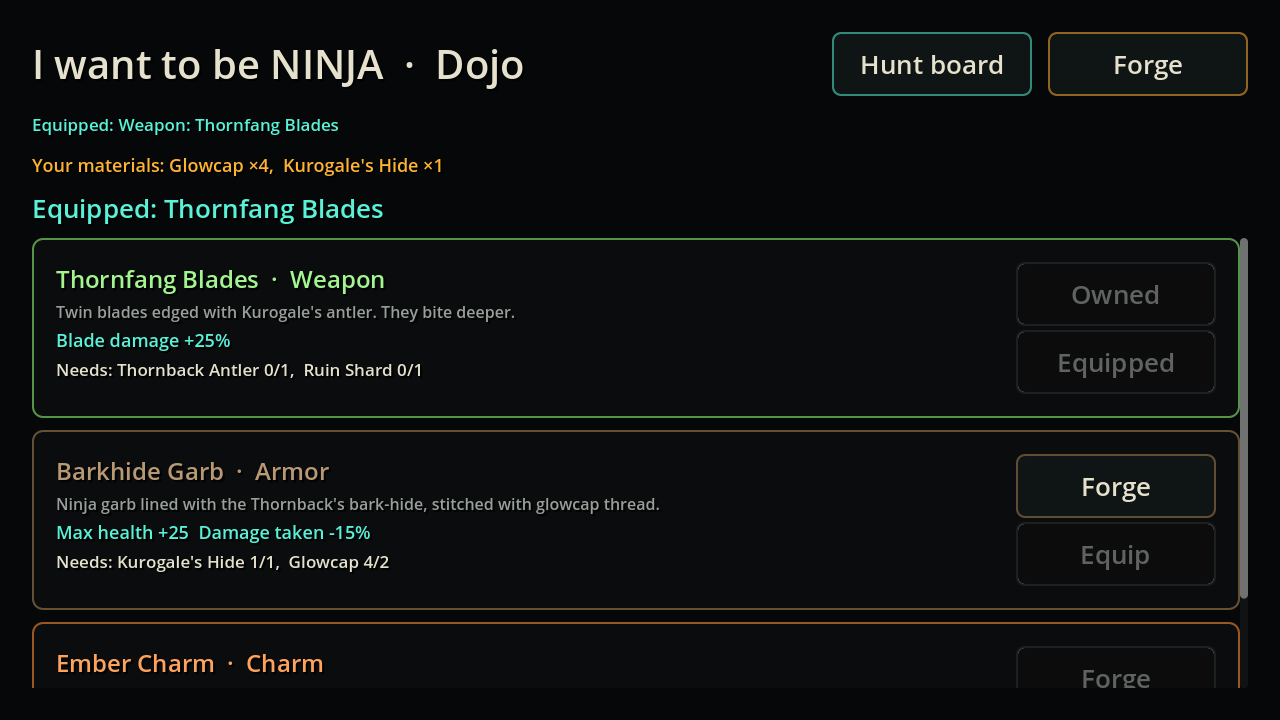 I want to be NINJA · Dojo
Hunt board
Forge
Equipped: Weapon: Thornfang Blades
Your materials: Glowcap ×4, Kurogale's Hide ×1
Equipped: Thornfang Blades
Thornfang Blades · Weapon
Twin blades edged with Kurogale's antler. They bite deeper.
Blade damage +25%
Needs: Thornback Antler 0/1, Ruin Shard 0/1
Owned
Equipped
Barkhide Garb · Armor
Ninja garb lined with the Thornback's bark-hide, stitched with glowcap thread.
Max health +25 Damage taken -15%
Needs: Kurogale's Hide 1/1, Glowcap 4/2
Forge
Equip
Ember Charm · Charm
Forge